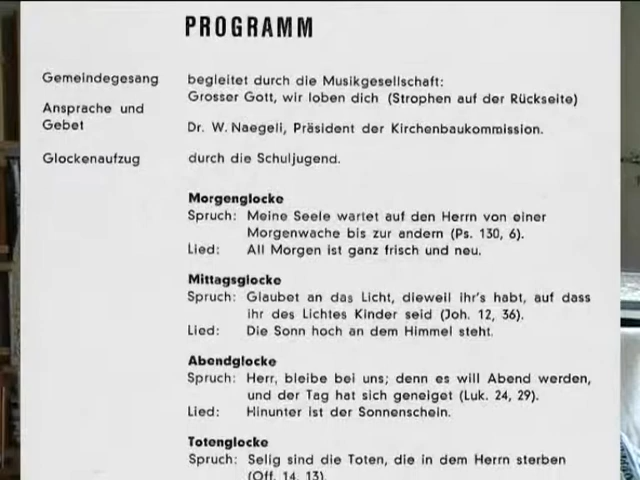 PROGRAMM
Gemeindegesang begleitet durch die Musikgesellschaft:
Grosser Gott, wir loben dich (Strophen auf der Rückseite)
Ansprache und
Gebet Dr. W. Naegeli, Präsident der Kirchenbaukommission.
Glockenaufzug durch die Schuljugend.
Morgenglocke
Spruch: Meine Seele wartet auf den Herrn von einer
Morgenwache bis zur andern (Ps. 130, 6).
Lied: All Morgen ist ganz frisch und neu.
Mittagsglocke
Spruch: Glaubet an das Licht, dieweil ihr's habt, auf dass
ihr des Lichtes Kinder seid (Joh. 12, 36).
Lied: Die Sonn hoch an dem Himmel steht.
Abendglocke
Spruch: Herr, bleibe bei uns; denn es will Abend werden,
und der Tag hat sich geneiget (Luk. 24, 29).
Lied: Hinunter ist der Sonnenschein.
Totenglocke
Spruch: Selig sind die Toten, die in dem Herrn sterben
(Off. 14, 13).